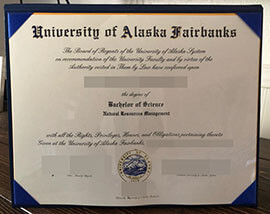 University of Alaska Fairbanks
The Board of Regents of the University of Alaska System
on recommendation of the University Faculty and by virtue of the
Authority vested in Them by Law have conferred upon
the degree of
Bachelor of Science
Natural Resources Management
with all the Rights, Privileges, Honors, and Obligations pertaining thereto
Given at the University of Alaska Fairbanks,